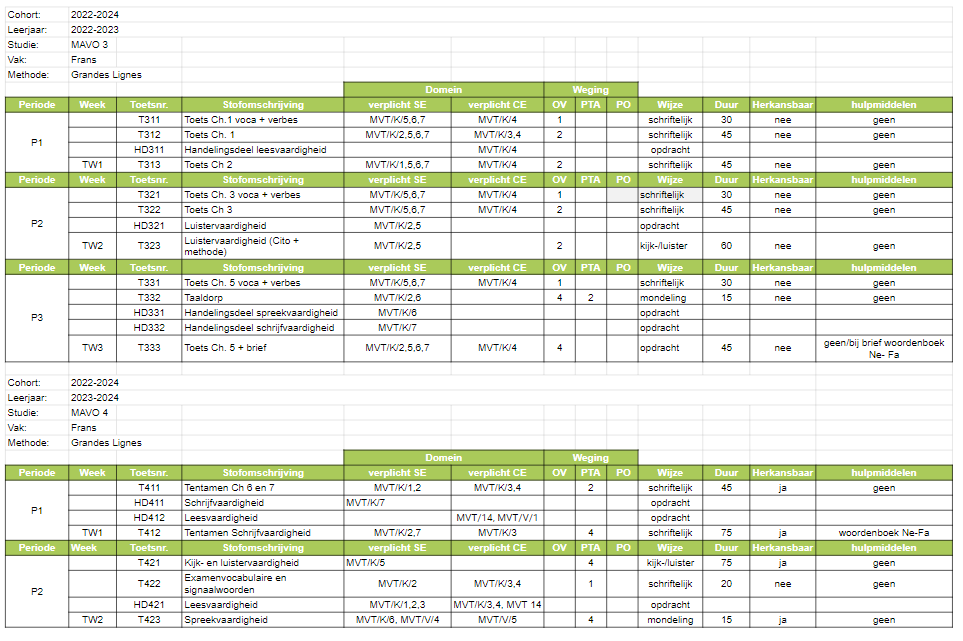 Cohort: 2022-2024
Leerjaar: 2022-2023
Studie: MAVO 3
Vak: Frans
Methode: Grandes Lignes
Domein Weging
Periode Week Toetsnr. Stofomschrijving verplicht SE verplicht CE OV PTA PO Wijze Duur Herkansbaar hulpmiddelen
T311 Toets Ch.1 voca + verbes MVT/K/5,6,7 MVT/K/4 1 schriftelijk 30 nee geen
T312 Toets Ch. 1 MVT/K/2,5,6,7 MVT/K/3,4 2 schriftelijk 45 nee geen
P1
HD311 Handelingsdeel leesvaardigheid MVT/K/4 opdracht
TW1 T313 Toets Ch 2 MVT/K/1,5,6,7 MVT/K/4 2 schriftelijk 45 nee geen
Periode Week Toetsnr. Stofomschrijving verplicht SE verplicht CE OV PTA PO Wijze Duur Herkansbaar hulpmiddelen
T321 Toets Ch. 3 voca + verbes MVT/K/5,6,7 MVT/K/4 1 schriftelijk 30 nee geen
T322 Toets Ch 3 MVT/K/5,6,7 MVT/K/4 2 schriftelijk 45 nee geen
P2
HD321 Luistervaardigheid MVT/K/2,5 opdracht
TW2 T323 Luistervaardigheid (Cito + methode) MVT/K/2,5 2 kijk-/luister 60 nee geen
Periode Week Toetsnr. Stofomschrijving verplicht SE verplicht CE OV PTA PO Wijze Duur Herkansbaar hulpmiddelen
T331 Toets Ch. 5 voca + verbes MVT/K/5,6,7 MVT/K/4 1 schriftelijk 30 nee geen
T332 Taaldorp MVT/K/2,6 4 2 mondeling 15 nee geen
P3
HD331 Handelingsdeel spreekvaardigheid MVT/K/6 opdracht
HD332 Handelingsdeel schrijfvaardigheid MVT/K/7 opdracht
TW3 T333 Toets Ch. 5 + brief MVT/K/2,5,6,7 MVT/K/4 4 opdracht 45 nee geen/bij brief woordenboek Ne- Fa
Cohort: 2022-2024
Leerjaar: 2023-2024
Studie: MAVO 4
Vak: Frans
Methode: Grandes Lignes
Domein Weging
Periode Week Toetsnr. Stofomschrijving verplicht SE verplicht CE OV PTA PO Wijze Duur Herkansbaar hulpmiddelen
T411 Tentamen Ch 6 en 7 MVT/K/1,2 MVT/K/3,4 2 schriftelijk 45 ja geen
HD411 Schrijfvaardigheid MVT/K/7 opdracht
P1
HD412 Leesvaardigheid MVT/14, MVT/V/1 opdracht
TW1 T412 Tentamen Schrijfvaardigheid MVT/K/2,7 MVT/K/3 4 schriftelijk 75 ja woordenboek Ne-Fa
Periode Week Toetsnr. Stofomschrijving verplicht SE verplicht CE OV PTA PO Wijze Duur Herkansbaar hulpmiddelen
T421 Kijk- en luistervaardigheid MVT/K/5 4 kijk-/luister 75 ja geen
T422 Examenvocabulaire en signaalwoorden MVT/K/2 MVT/K/3,4 1 schriftelijk 20 nee geen
P2
HD421 Leesvaardigheid MVT/K/1,2,3 MVT/K/3,4, MVT 14 opdracht
TW2 T423 Spreekvaardigheid MVT/K/6, MVT/V/4 MVT/V/5 4 mondeling 15 ja geen